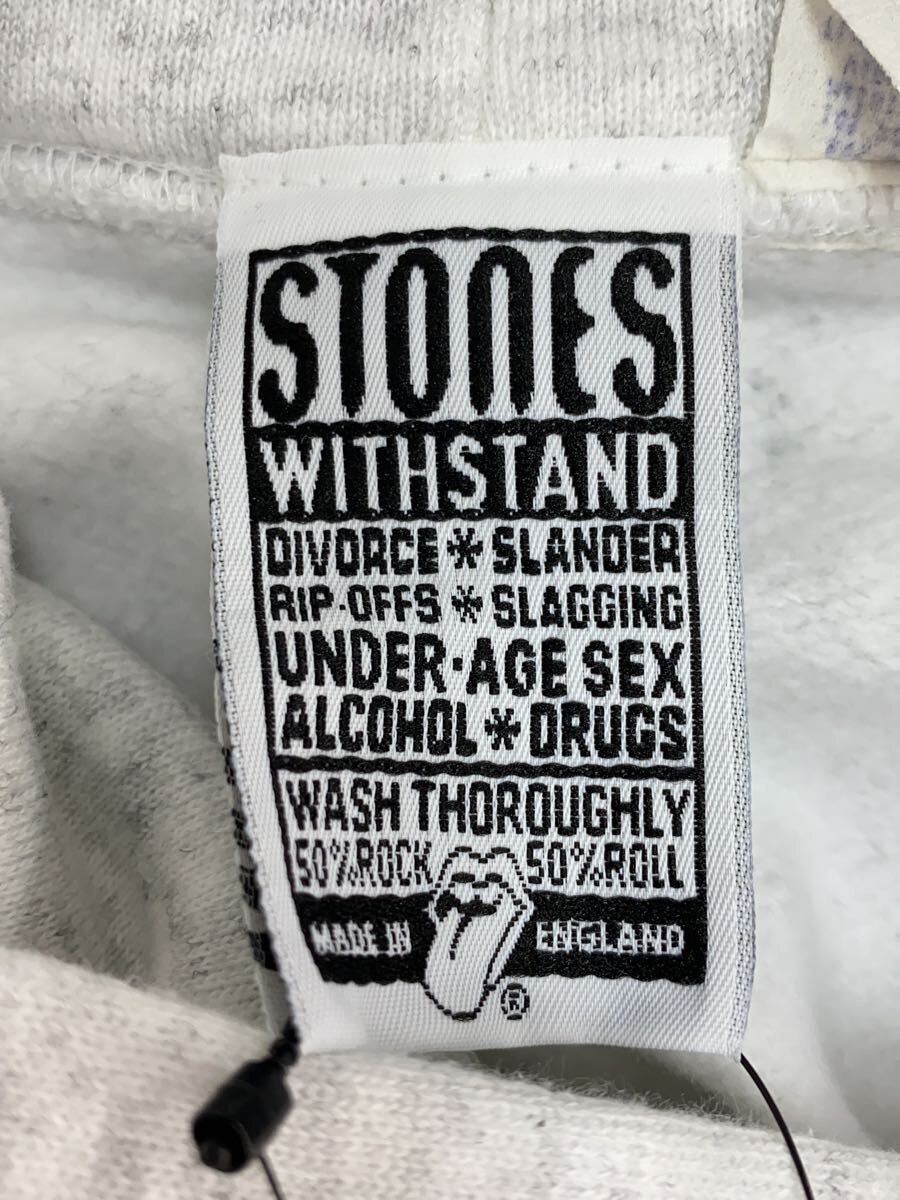 STONES
WITHSTAND
DIVORCE * SLANDER
RIP-OFFS * SLAGGING
UNDER-AGE SEX
ALCOHOL * DRUGS
WASH THOROUGHLY
50% ROCK 50% ROLL
MADE IN ENGLAND
®